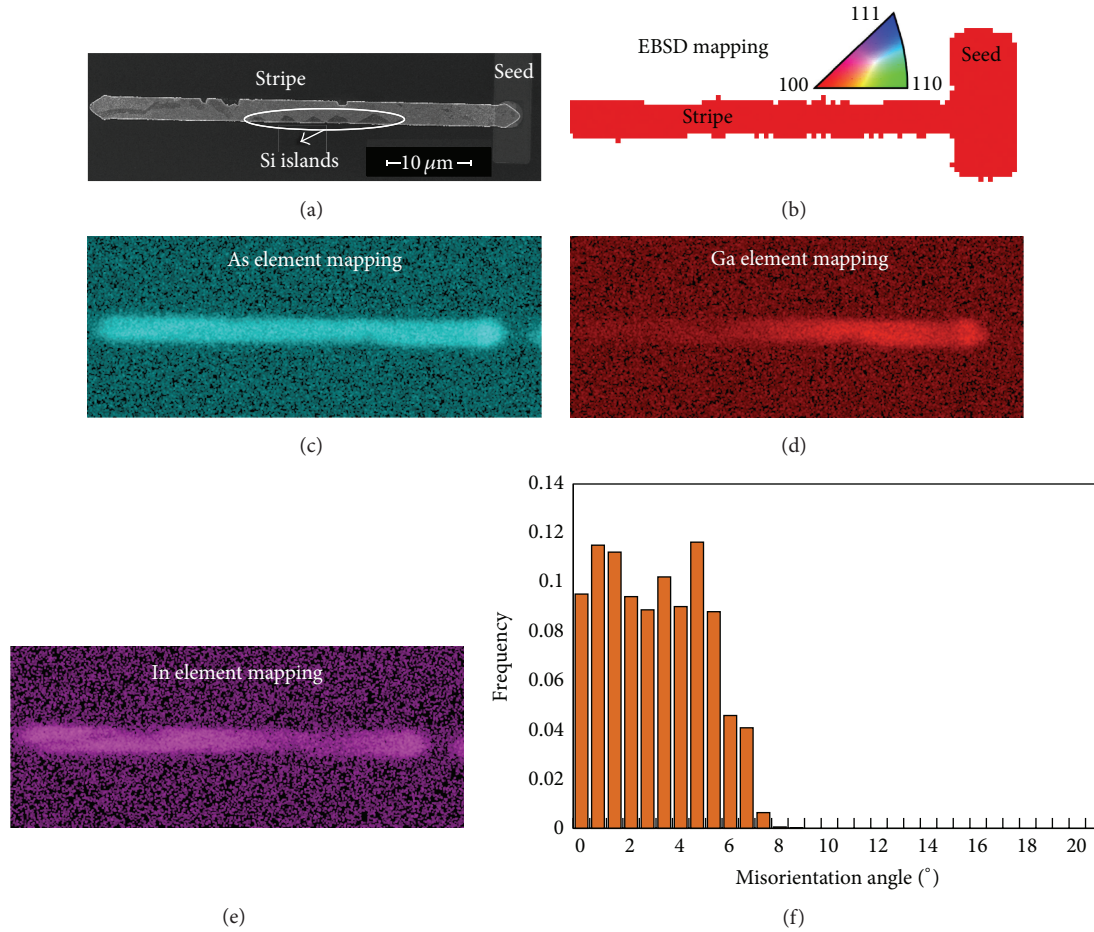 (a)
Stripe
Seed
Si islands
10 μm
(b)
EBSD mapping
111
100
110
Seed
Stripe
(c)
As element mapping
(d)
Ga element mapping
(e)
In element mapping
(f)
0.14
0.12
0.1
0.08
0.06
0.04
0.02
0
Frequency
0 2 4 6 8 10 12 14 16 18 20
Misorientation angle (°)